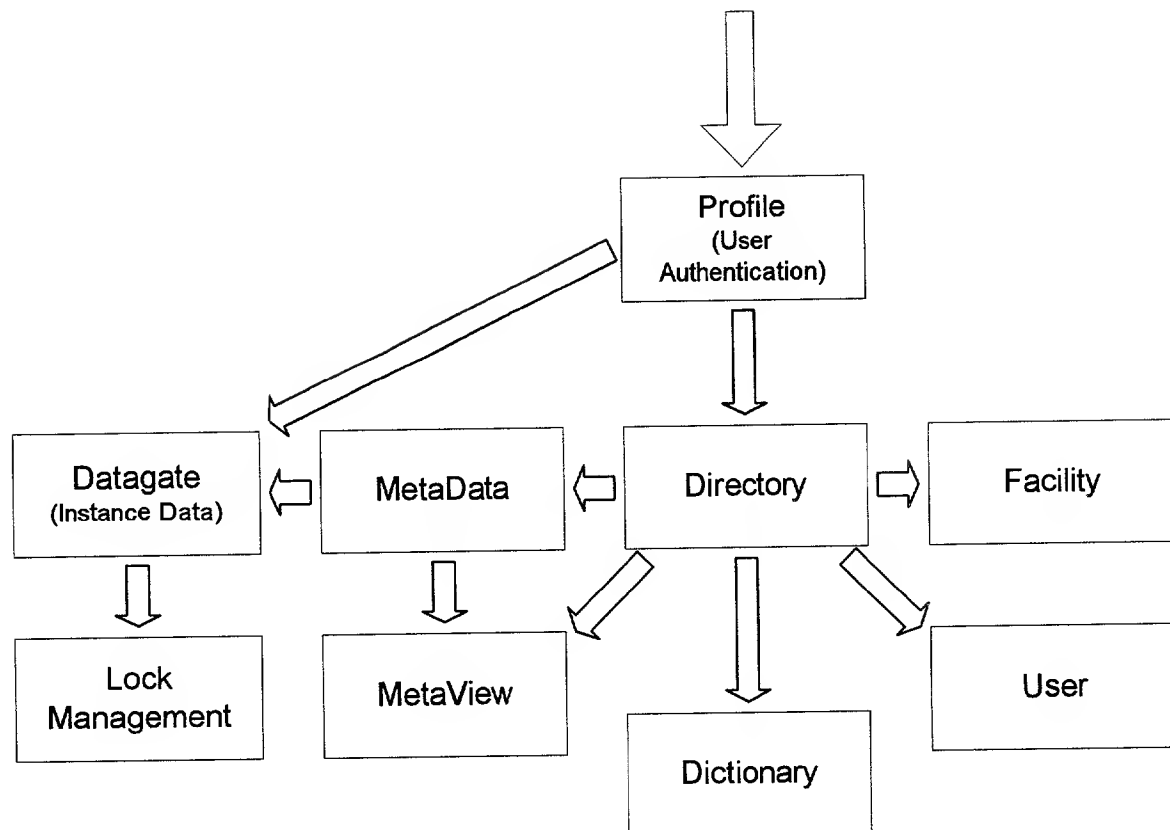 Profile
(User
Authentication)
Datagate
(Instance Data)
MetaData
Directory
Facility
Lock
Management
MetaView
User
Dictionary